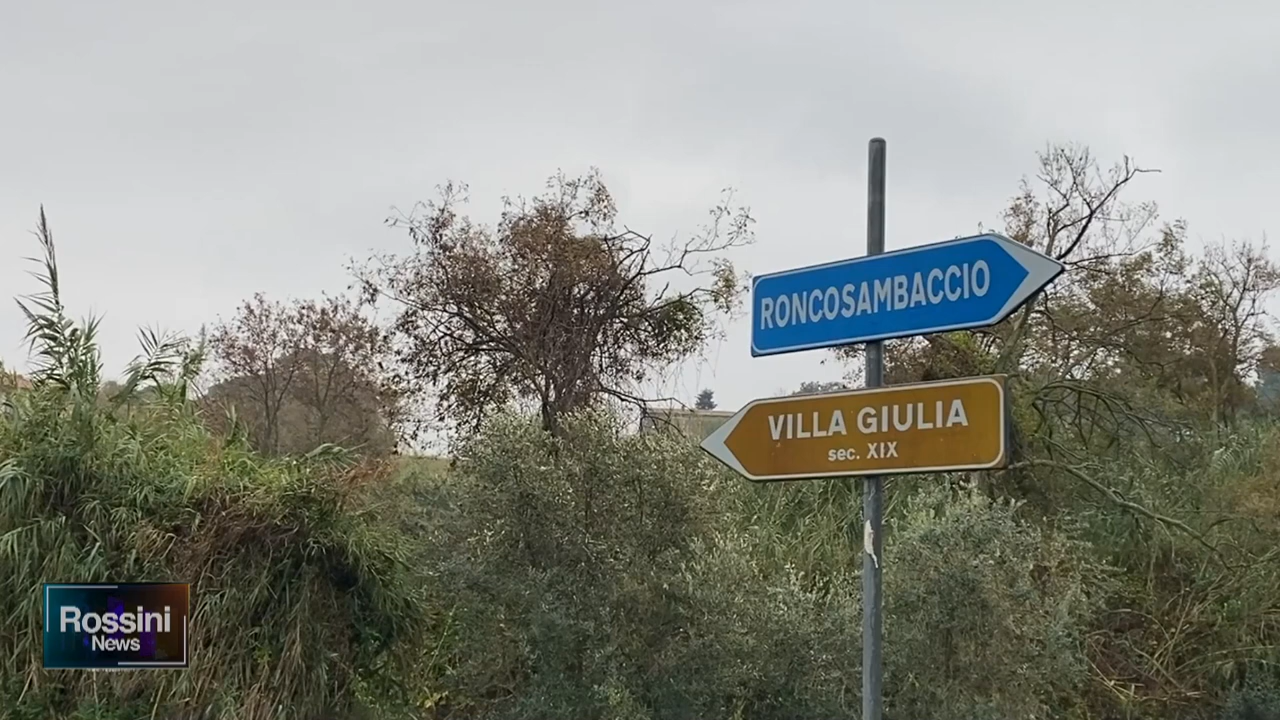 RONCOSAMBACCIO
VILLA GIULIA
sec. XIX
Rossini
News